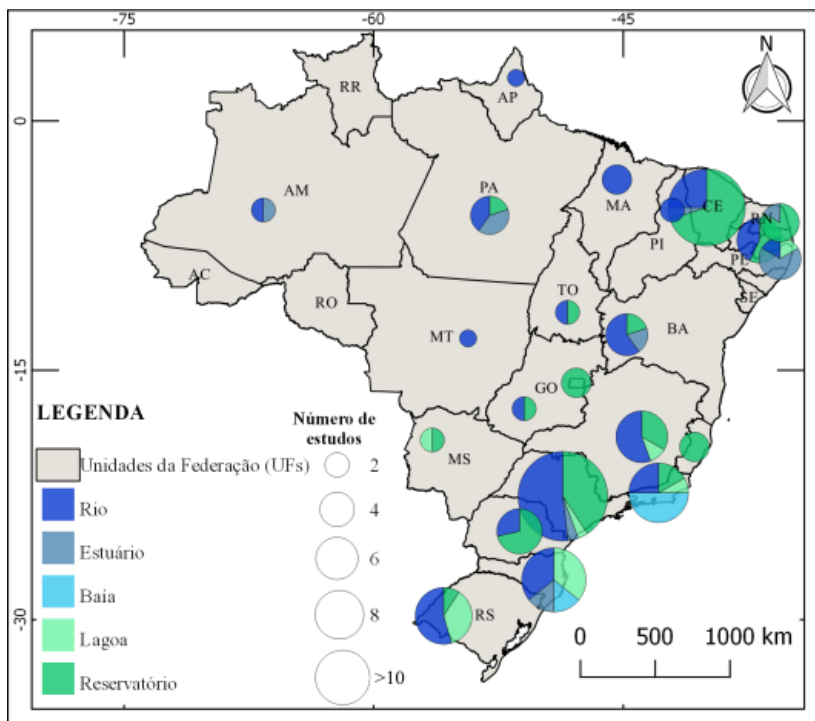 -75 -60 -45
N
RR
AP
0
AM
PA
MA
CE
RN
PI
PE
AC
SE
TO
RO
BA
MT
-15
GO
LEGENDA
Número de
estudos
MS
Unidades da Federação (UFs)
2
Rio
4
Estuário
6
Baía
8
Lagoa
-30
RS
0 500 1000 km
Reservatório
>10